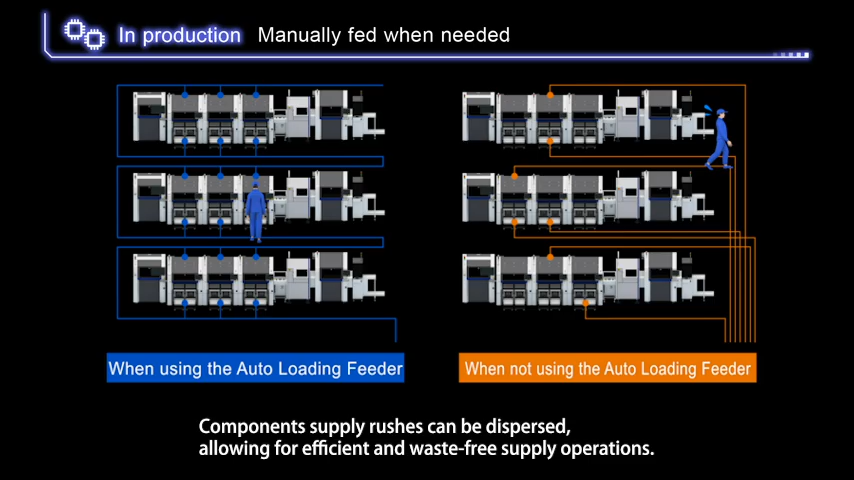 In production Manually fed when needed
When using the Auto Loading Feeder
When not using the Auto Loading Feeder
Components supply rushes can be dispersed,
allowing for efficient and waste-free supply operations.